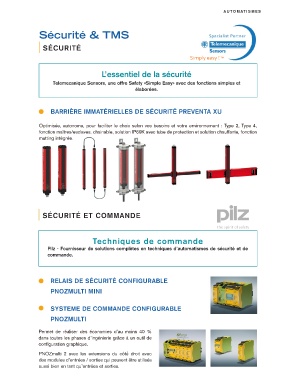 AUTOMATISMES
Sécurité & TMS
SÉCURITÉ
Specialist Partner
Telemecanique
Sensors
Simply easy!™
L'essentiel de la sécurité
Telemecanique Sensors, une offre Safety «Simple Easy» avec des fonctions simples et
élaborées.
BARRIÈRE IMMATÉRIELLES DE SÉCURITÉ PREVENTA XU
Optimisée, autonome, pour faciliter le choix selon vos besoins et votre environnement : Type 2, Type 4,
fonction maîtres/esclaves, chaînable, solution IP69K avec tube de protection et solution chauffante, fonction
muting intégrée.
SÉCURITÉ ET COMMANDE
pilz
Techniques de commande
Pilz - Fournisseur de solutions complètes en techniques d'automatismes de sécurité et de
commande.
RELAIS DE SÉCURITÉ CONFIGURABLE
PNOZMULTI MINI
SYSTEME DE COMMANDE CONFIGURABLE
PNOZMULTI
Permet de réaliser des économies d'au moins 40 %
dans toutes les phases d'ingénierie grâce à un outil de
configuration graphique.
PNOZmulti 2 avec les extensions du côté droit avec
des modules d'entrées / sorties qui peuvent être utilisés
aussi bien en tant qu'entrées et sorties.